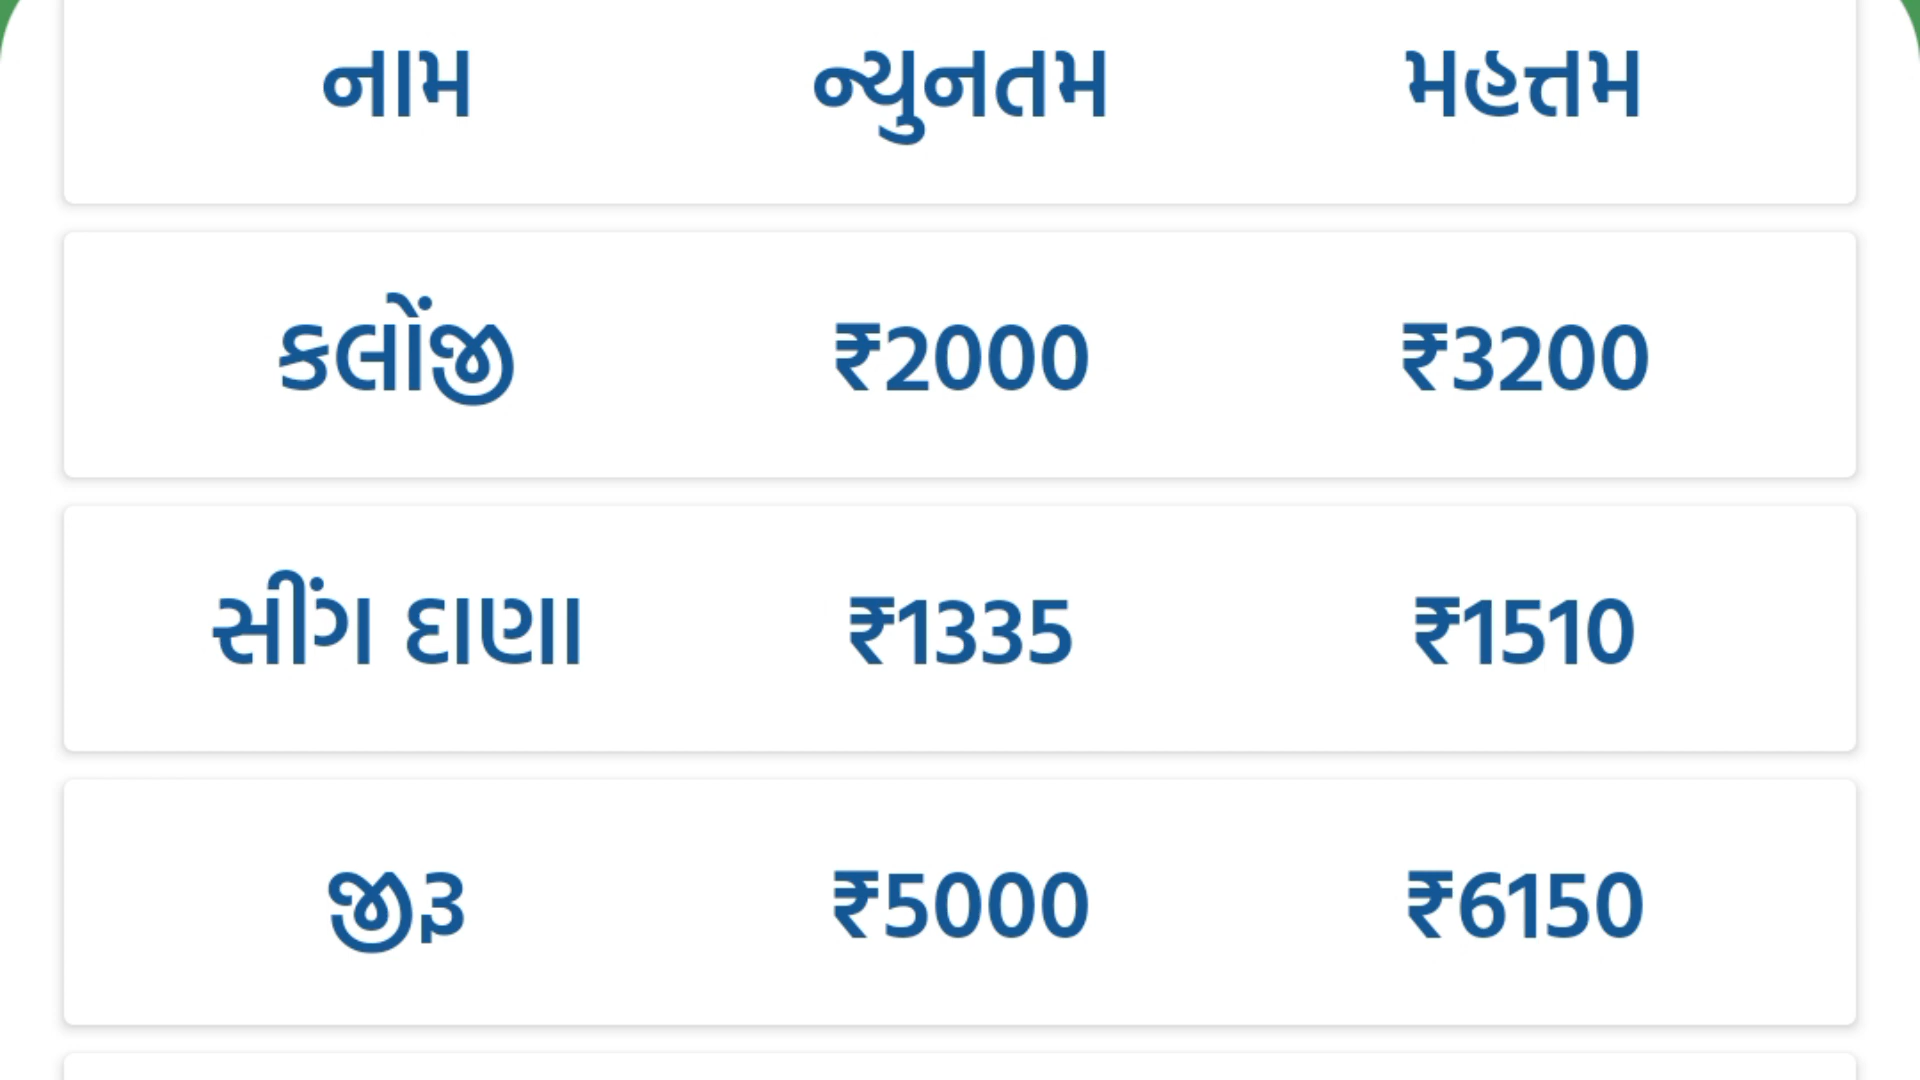 નામ ન્યુનતમ મહત્તમ
કલોંજી ₹2000 ₹3200
સીંગ દાણા ₹1335 ₹1510
જીરૂ ₹5000 ₹6150